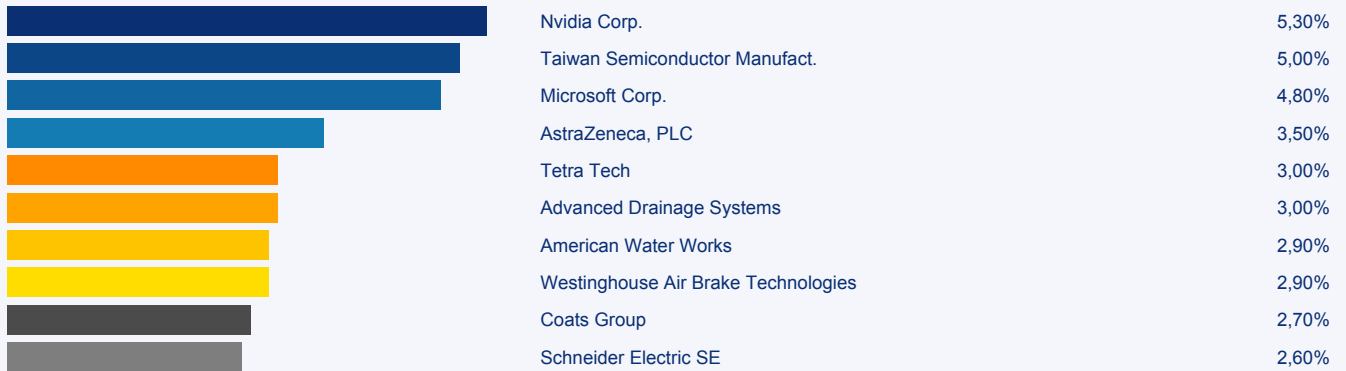 Nvidia Corp. 5,30%
Taiwan Semiconductor Manufact. 5,00%
Microsoft Corp. 4,80%
AstraZeneca, PLC 3,50%
Tetra Tech 3,00%
Advanced Drainage Systems 3,00%
American Water Works 2,90%
Westinghouse Air Brake Technologies 2,90%
Coats Group 2,70%
Schneider Electric SE 2,60%